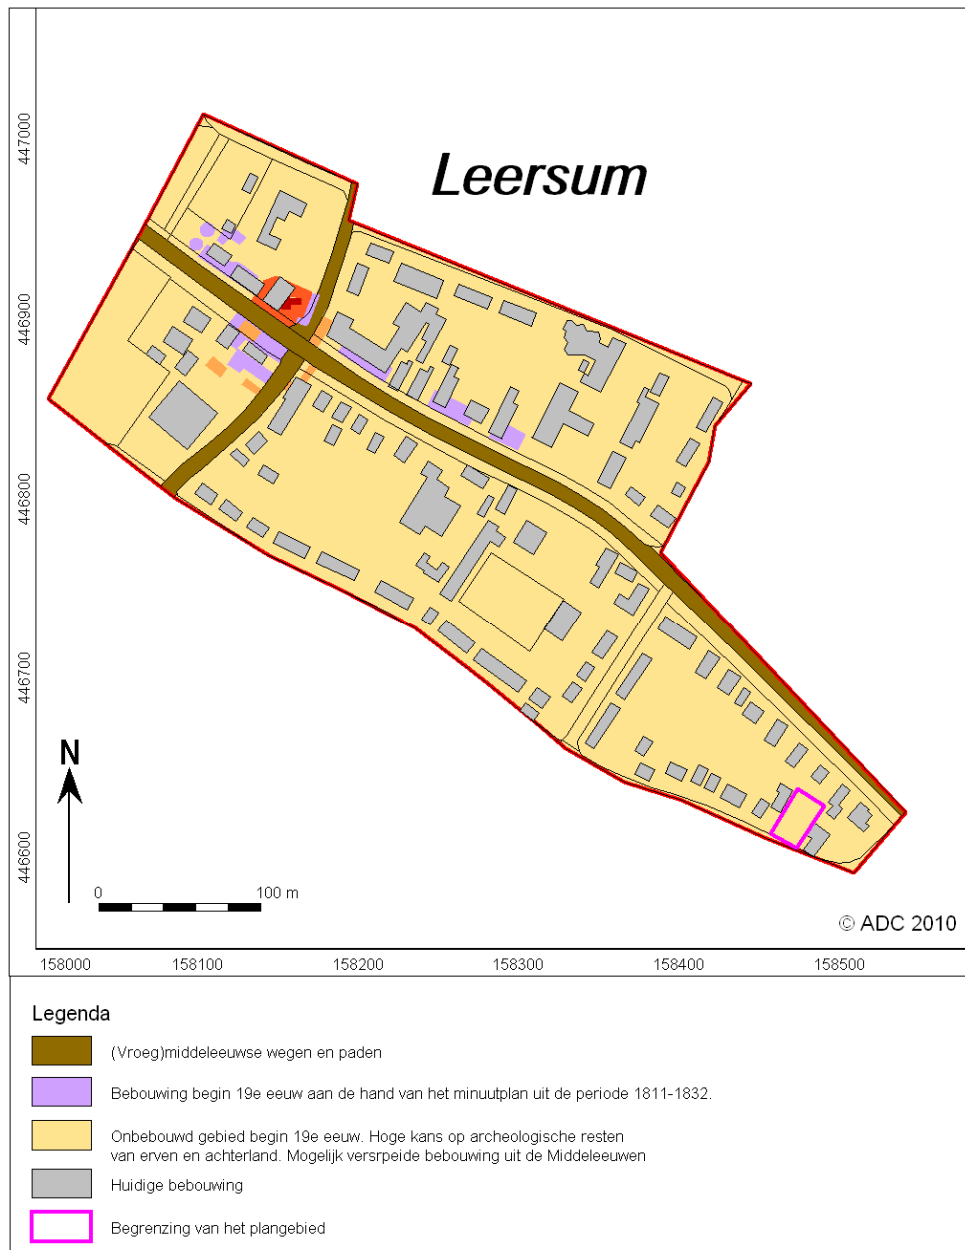 Leersum
447000
446900
446800
446700
446600
N
0 100 m
© ADC 2010
158000 158100 158200 158300 158400 158500
Legenda
(Vroeg)middeleeuwse wegen en paden
Bebouwing begin 19e eeuw aan de hand van het minuutplan uit de periode 1811-1832.
Onbebouwd gebied begin 19e eeuw. Hoge kans op archeologische resten
van erven en achterland. Mogelijk versrpeide bebouwing uit de Middeleeuwen
Huidige bebouwing
Begrenzing van het plangebied